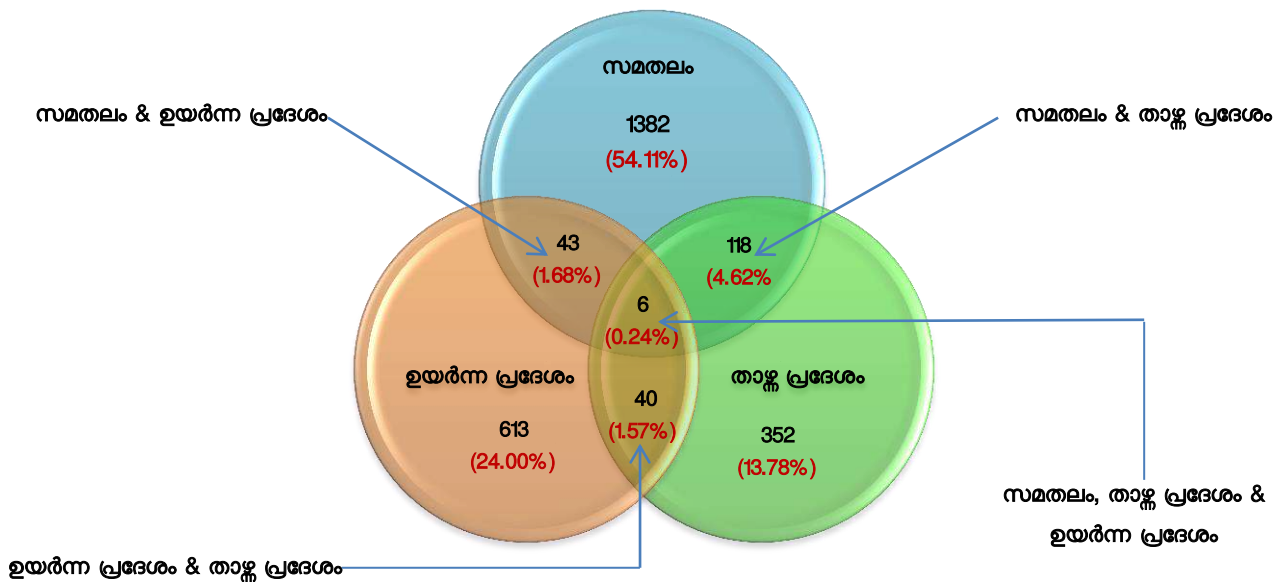 സമതലം
1382
(54.11%)
സമതലം & ഉയർന്ന പ്രദേശം
സമതലം & താഴ്ന്ന പ്രദേശം
43
(1.68%)
118
(4.62%
6
(0.24%)
ഉയർന്ന പ്രദേശം
613
(24.00%)
40
(1.57%)
താഴ്ന്ന പ്രദേശം
352
(13.78%)
സമതലം, താഴ്ന്ന പ്രദേശം &
ഉയർന്ന പ്രദേശം
ഉയർന്ന പ്രദേശം & താഴ്ന്ന പ്രദേശം